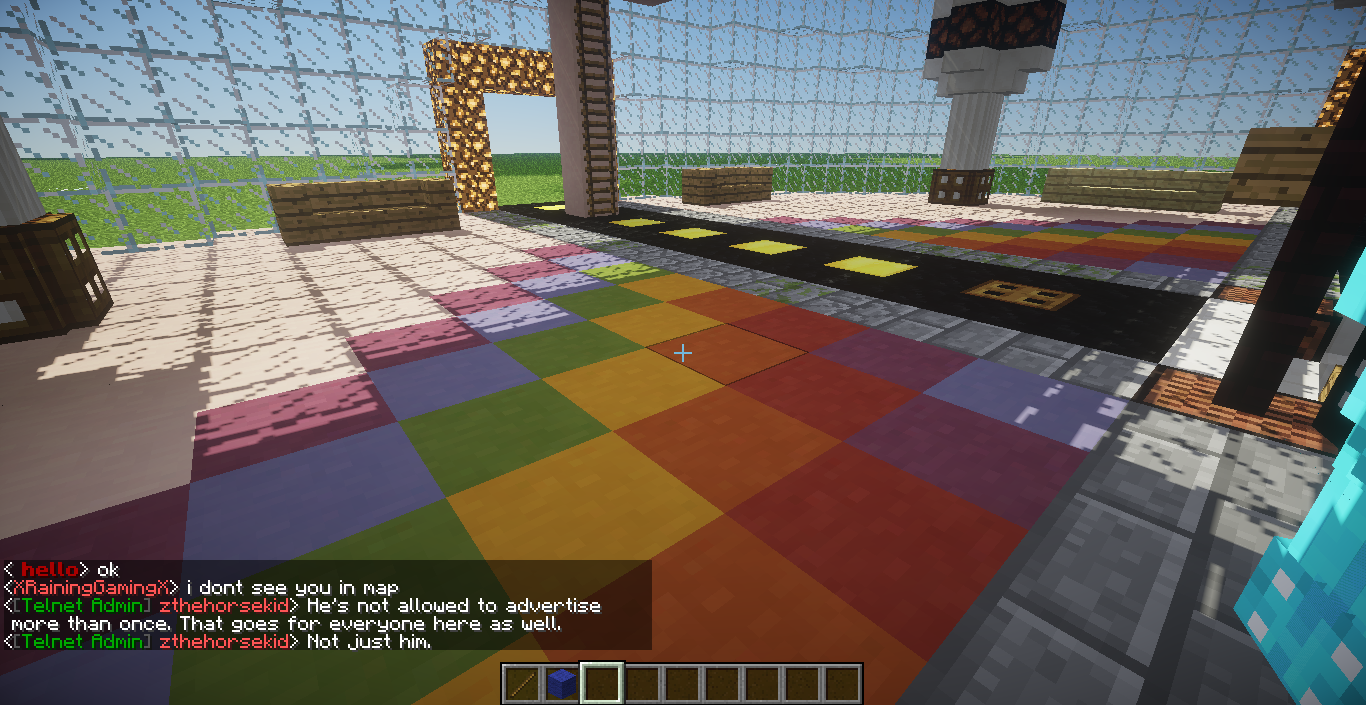 < hello> ok
<XRainingGamingX> i dont see you in map
<[Telnet Admin] zthehorsekid> He's not allowed to advertise
more than once. That goes for everyone here as well.
<[Telnet Admin] zthehorsekid> Not just him.